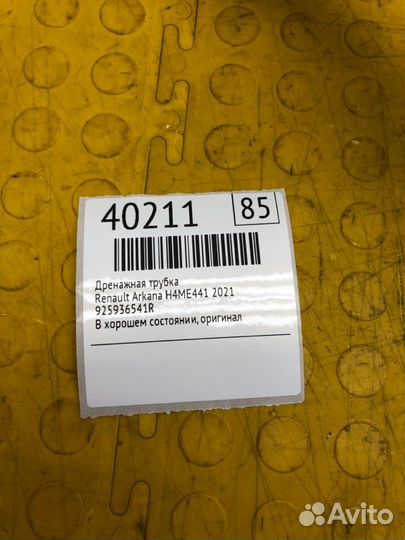 40211 85
Дренажная трубка
Renault Arkana H4ME441 2021
925936541R
В хорошем состоянии, оригинал
Avito